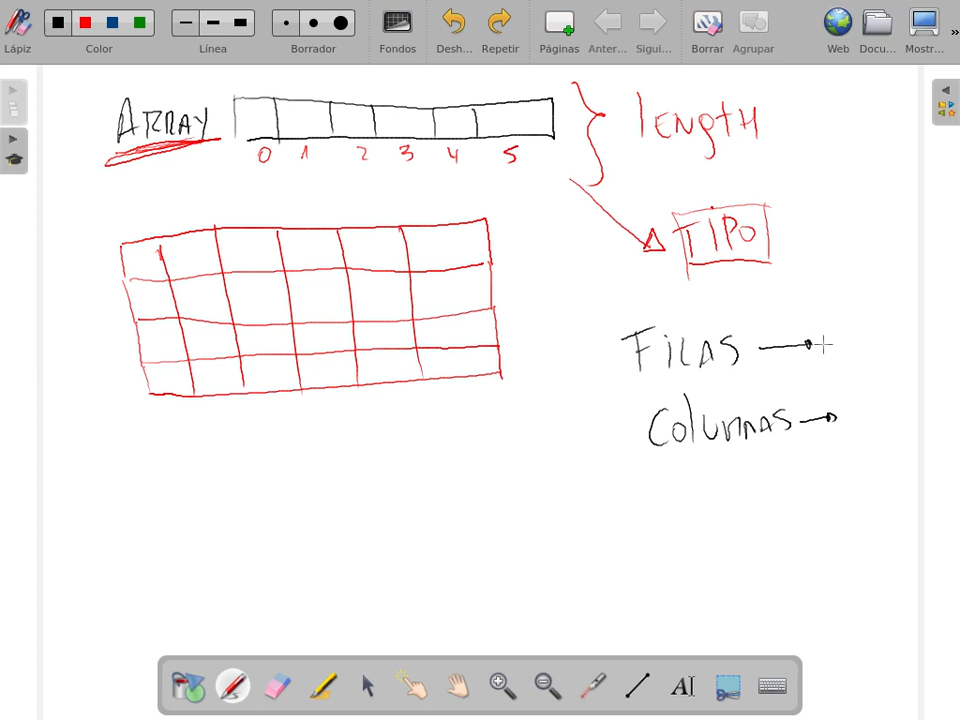 Lápiz
Color
Línea
Borrador
Fondos
Desh...
Repetir
Páginas
Anter...
Sigui...
Borrar
Agrupar
Web
Docu...
Mostr...
»
ARRAY
0 1 2 3 4 5
length
TIPO
Filas
Columnas
AI